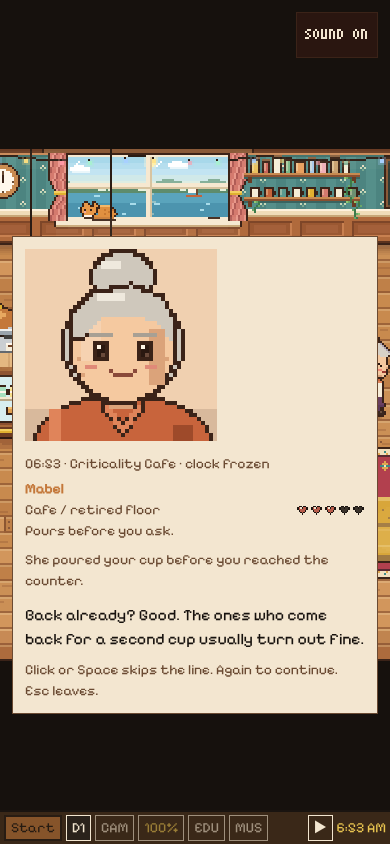 SOUND ON
06:53 · Criticality Cafe · clock frozen
Mabel
Cafe / retired floor
Pours before you ask.
She poured your cup before you reached the
counter.
Back already? Good. The ones who come
back for a second cup usually turn out fine.
Click or Space skips the line. Again to continue.
Esc leaves.
Start D1 CAM 100% EDU MUS 6:53 AM